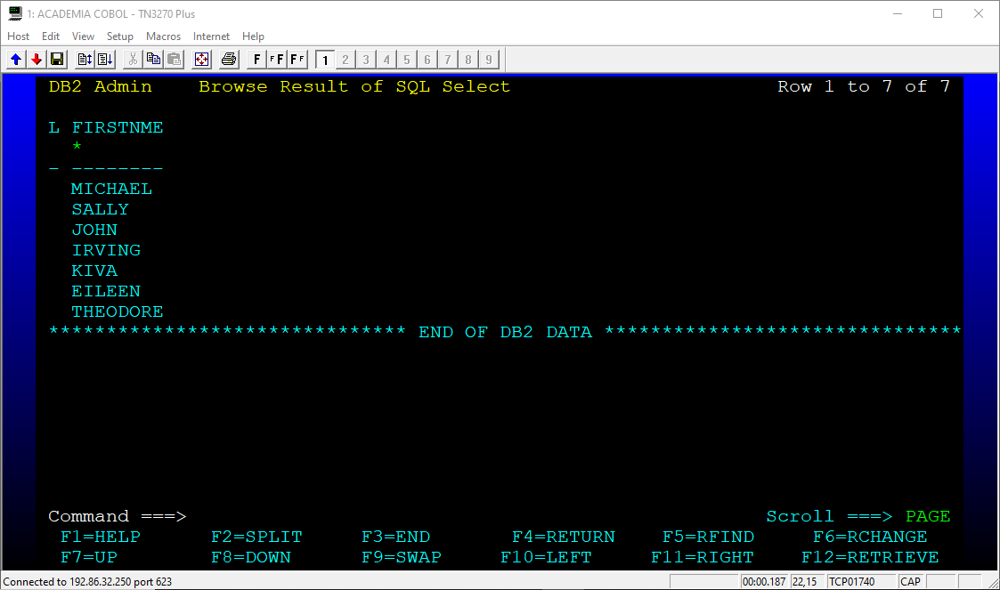 1: ACADEMIA COBOL - TN3270 Plus
Host Edit View Setup Macros Internet Help
F FF FF 1 2 3 4 5 6 7 8 9
DB2 Admin Browse Result of SQL Select Row 1 to 7 of 7
L FIRSTNME
*
- --------
MICHAEL
SALLY
JOHN
IRVING
KIVA
EILEEN
THEODORE
******************************* END OF DB2 DATA *******************************
Command ===> Scroll ===> PAGE
F1=HELP F2=SPLIT F3=END F4=RETURN F5=RFIND F6=RCHANGE
F7=UP F8=DOWN F9=SWAP F10=LEFT F11=RIGHT F12=RETRIEVE
Connected to 192.86.32.250 port 623 00:00.187 22,15 TCP01740 CAP